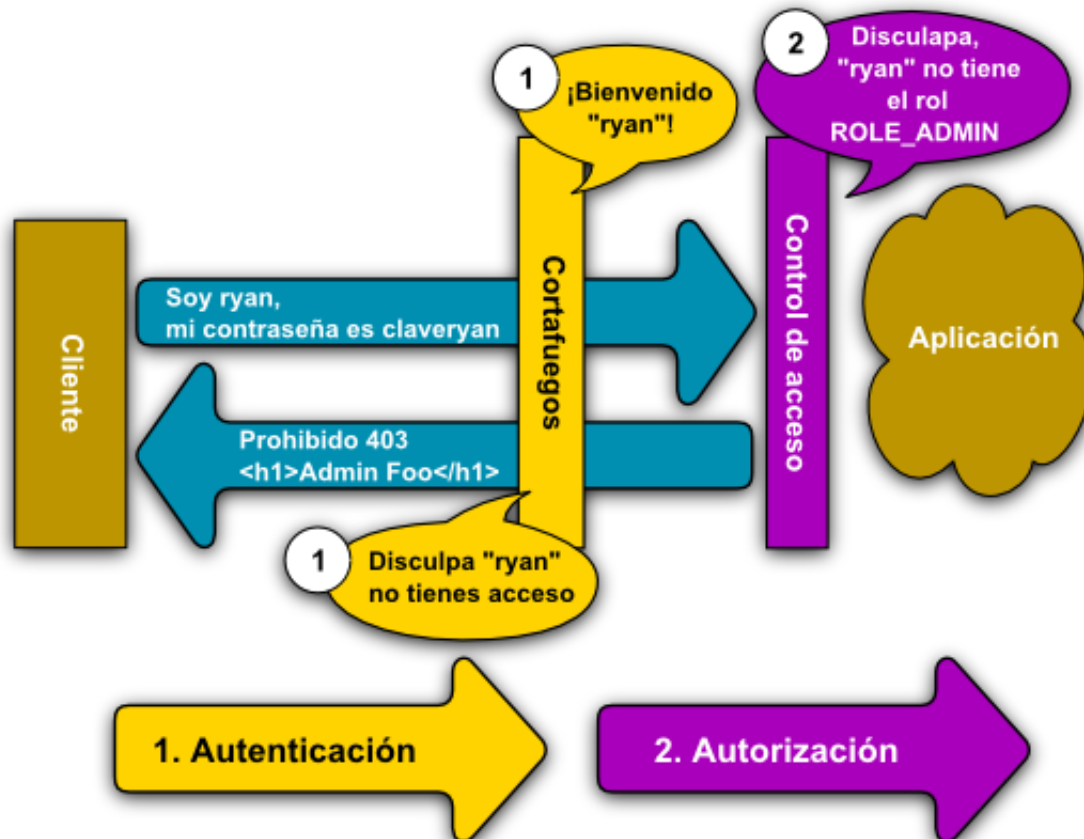 1
¡Bienvenido
"ryan"!
2
Disculapa,
"ryan" no tiene
el rol
ROLE_ADMIN
Cliente
Soy ryan,
mi contraseña es claveryan
Cortafuegos
Control de acceso
Aplicación
Prohibido 403
<h1>Admin Foo</h1>
1
Disculpa "ryan"
no tienes acceso
1. Autenticación
2. Autorización